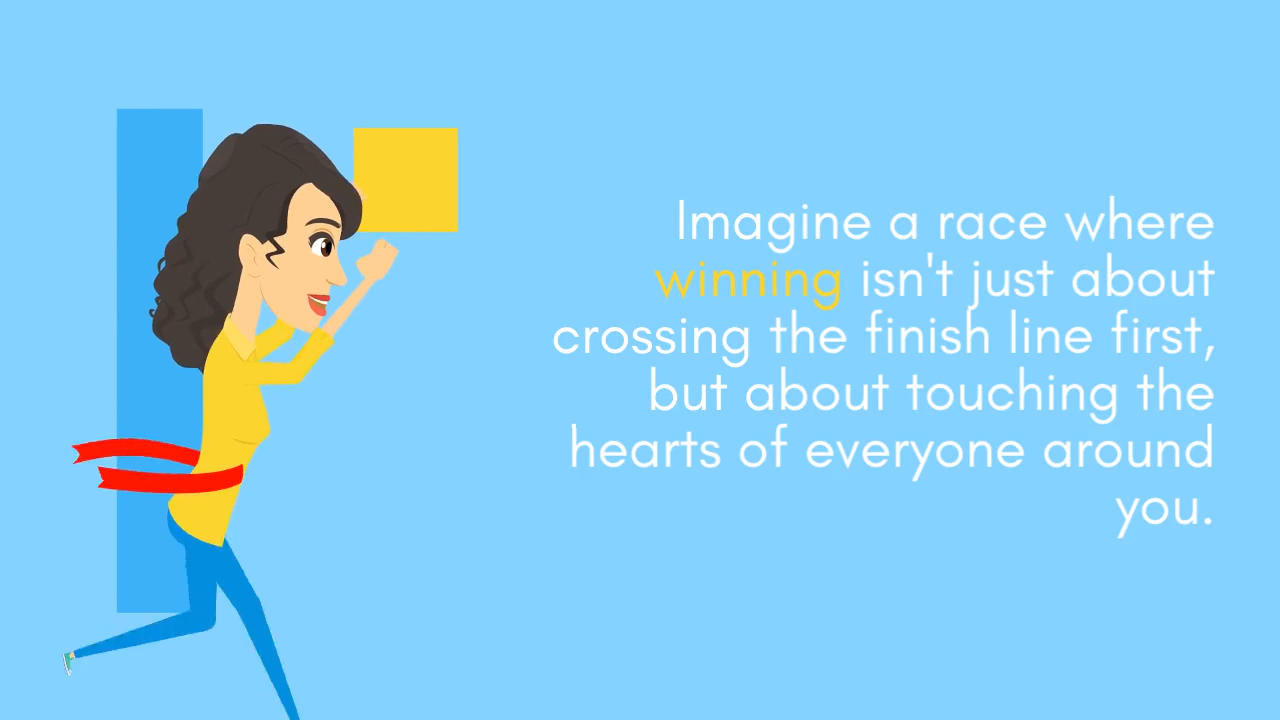 Imagine a race where
winning isn't just about
crossing the finish line first,
but about touching the
hearts of everyone around
you.